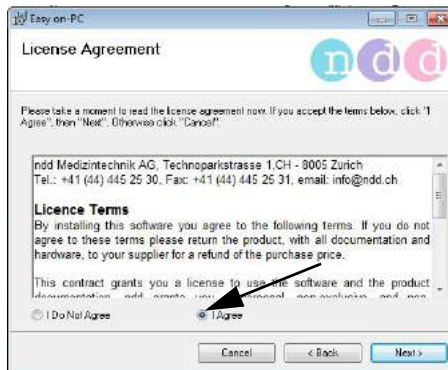 Easy on-PC
License Agreement
ndd
Please take a moment to read the license agreement now. If you accept the terms below, click "I
Agree", then "Next". Otherwise click "Cancel".
ndd Medizintechnik AG, Technoparkstrasse 1,CH - 8005 Zurich
Tel.: +41 (44) 445 25 30, Fax: +41 (44) 445 25 31, email: info@ndd.ch
Licence Terms
By installing this software you agree to the following terms. If you do not
agree to these terms please return the product, with all documentation and
hardware, to your supplier for a refund of the purchase price.
This contract grants you a license to use the software and the product
documentation. ndd grants you
I Do Not Agree
I Agree
Cancel
< Back
Next >